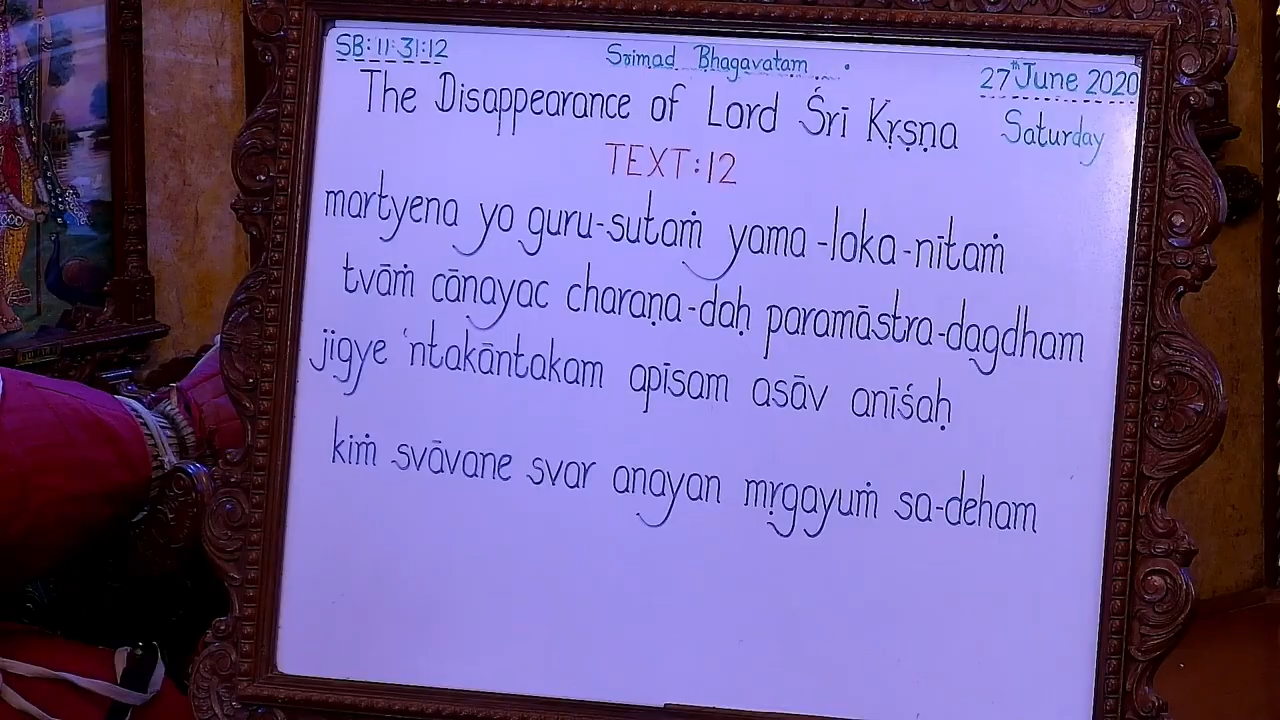 SB:11:31:12
Srimad Bhagavatam
27th June 2020
The Disappearance of Lord Śrī Kṛṣṇa
Saturday
TEXT:12
martyena yo guru-sutaṁ yama-loka-nītaṁ
tvāṁ cānayac charaṇa-daḥ paramāstra-dagdham
jigye 'ntakāntakam apīsam asāv anīśaḥ
kiṁ svāvane svar anayan mṛgayuṁ sa-deham